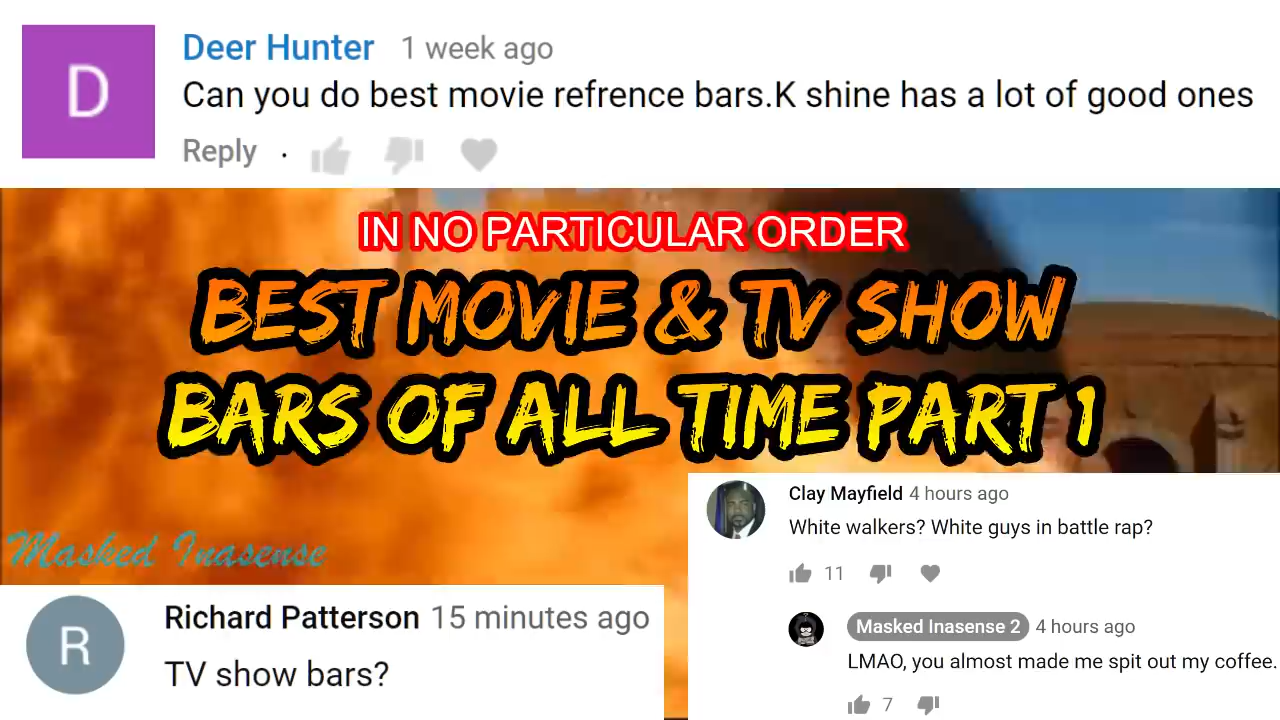 D
Deer Hunter 1 week ago
Can you do best movie refrence bars.K shine has a lot of good ones
Reply ·
IN NO PARTICULAR ORDER
BEST MOVIE & TV SHOW
BARS OF ALL TIME PART 1
Masked Inasense
R
Richard Patterson 15 minutes ago
TV show bars?
Clay Mayfield 4 hours ago
White walkers? White guys in battle rap?
11
Masked Inasense 2 4 hours ago
LMAO, you almost made me spit out my coffee.
7